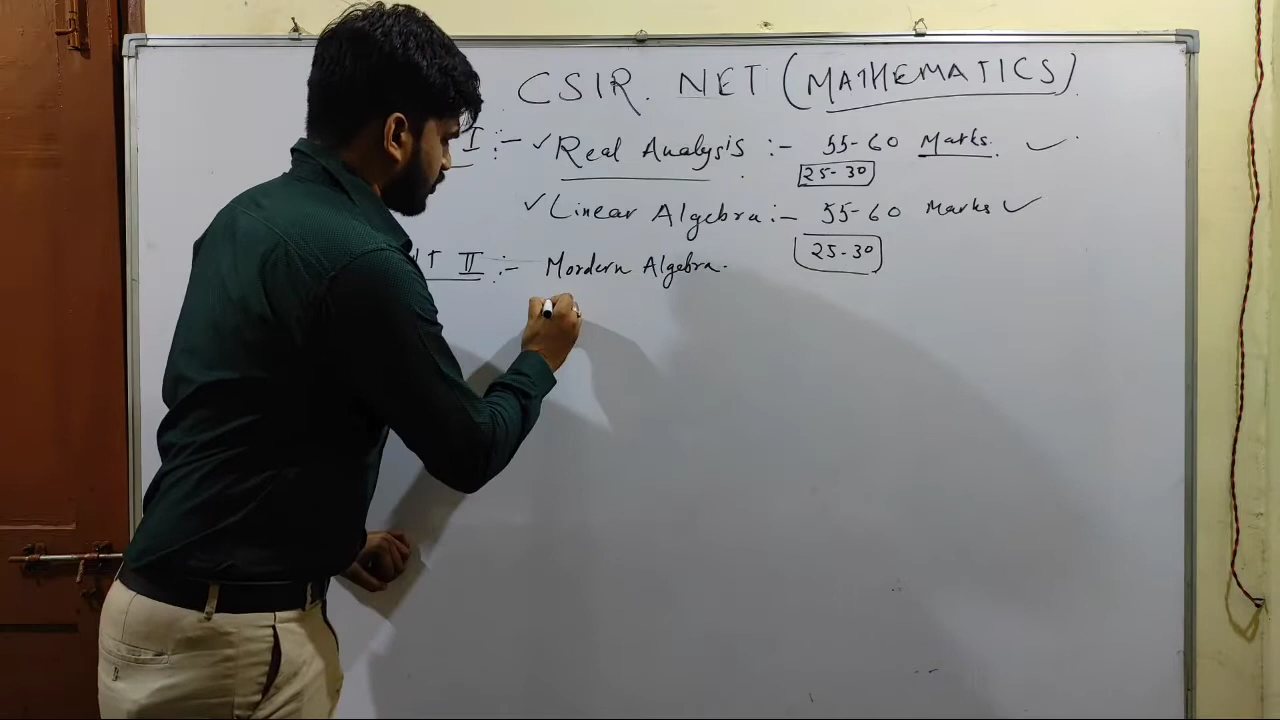 CSIR. NET (MATHEMATICS)
I :- ✓ Real Analysis :- 55-60 Marks. ✓
25-30
✓ Linear Algebra :- 55-60 Marks ✓
25-30
II :- Mordern Algebra.